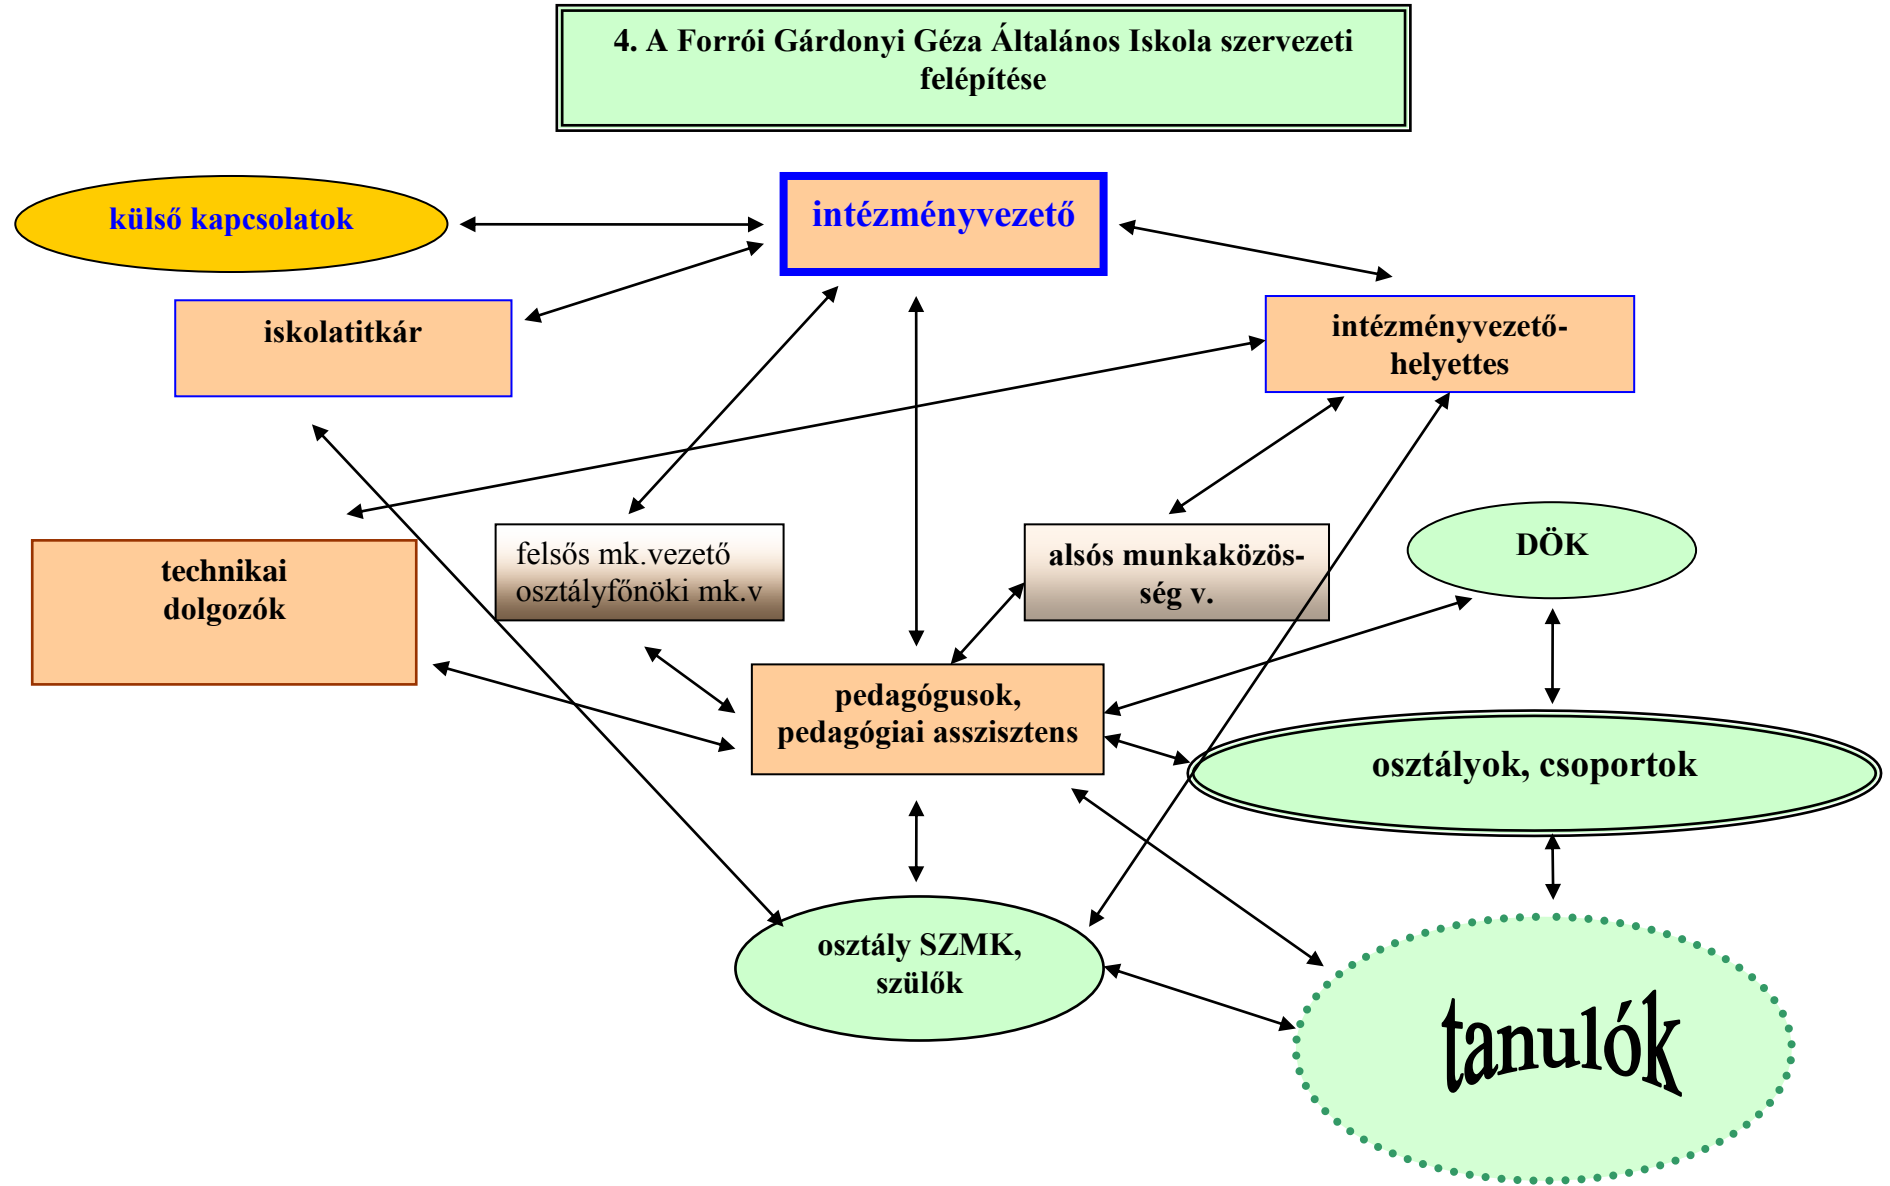 4. A Forrói Gárdonyi Géza Általános Iskola szervezeti
felépítése
külső kapcsolatok
intézményvezető
iskolatitkár
intézményvezető-
helyettes
technikai
dolgozók
felsős mk.vezető
osztályfőnöki mk.v
alsós munkaközös-
ség v.
DÖK
pedagógusok,
pedagógiai asszisztens
osztályok, csoportok
osztály SZMK,
szülők
tanulók